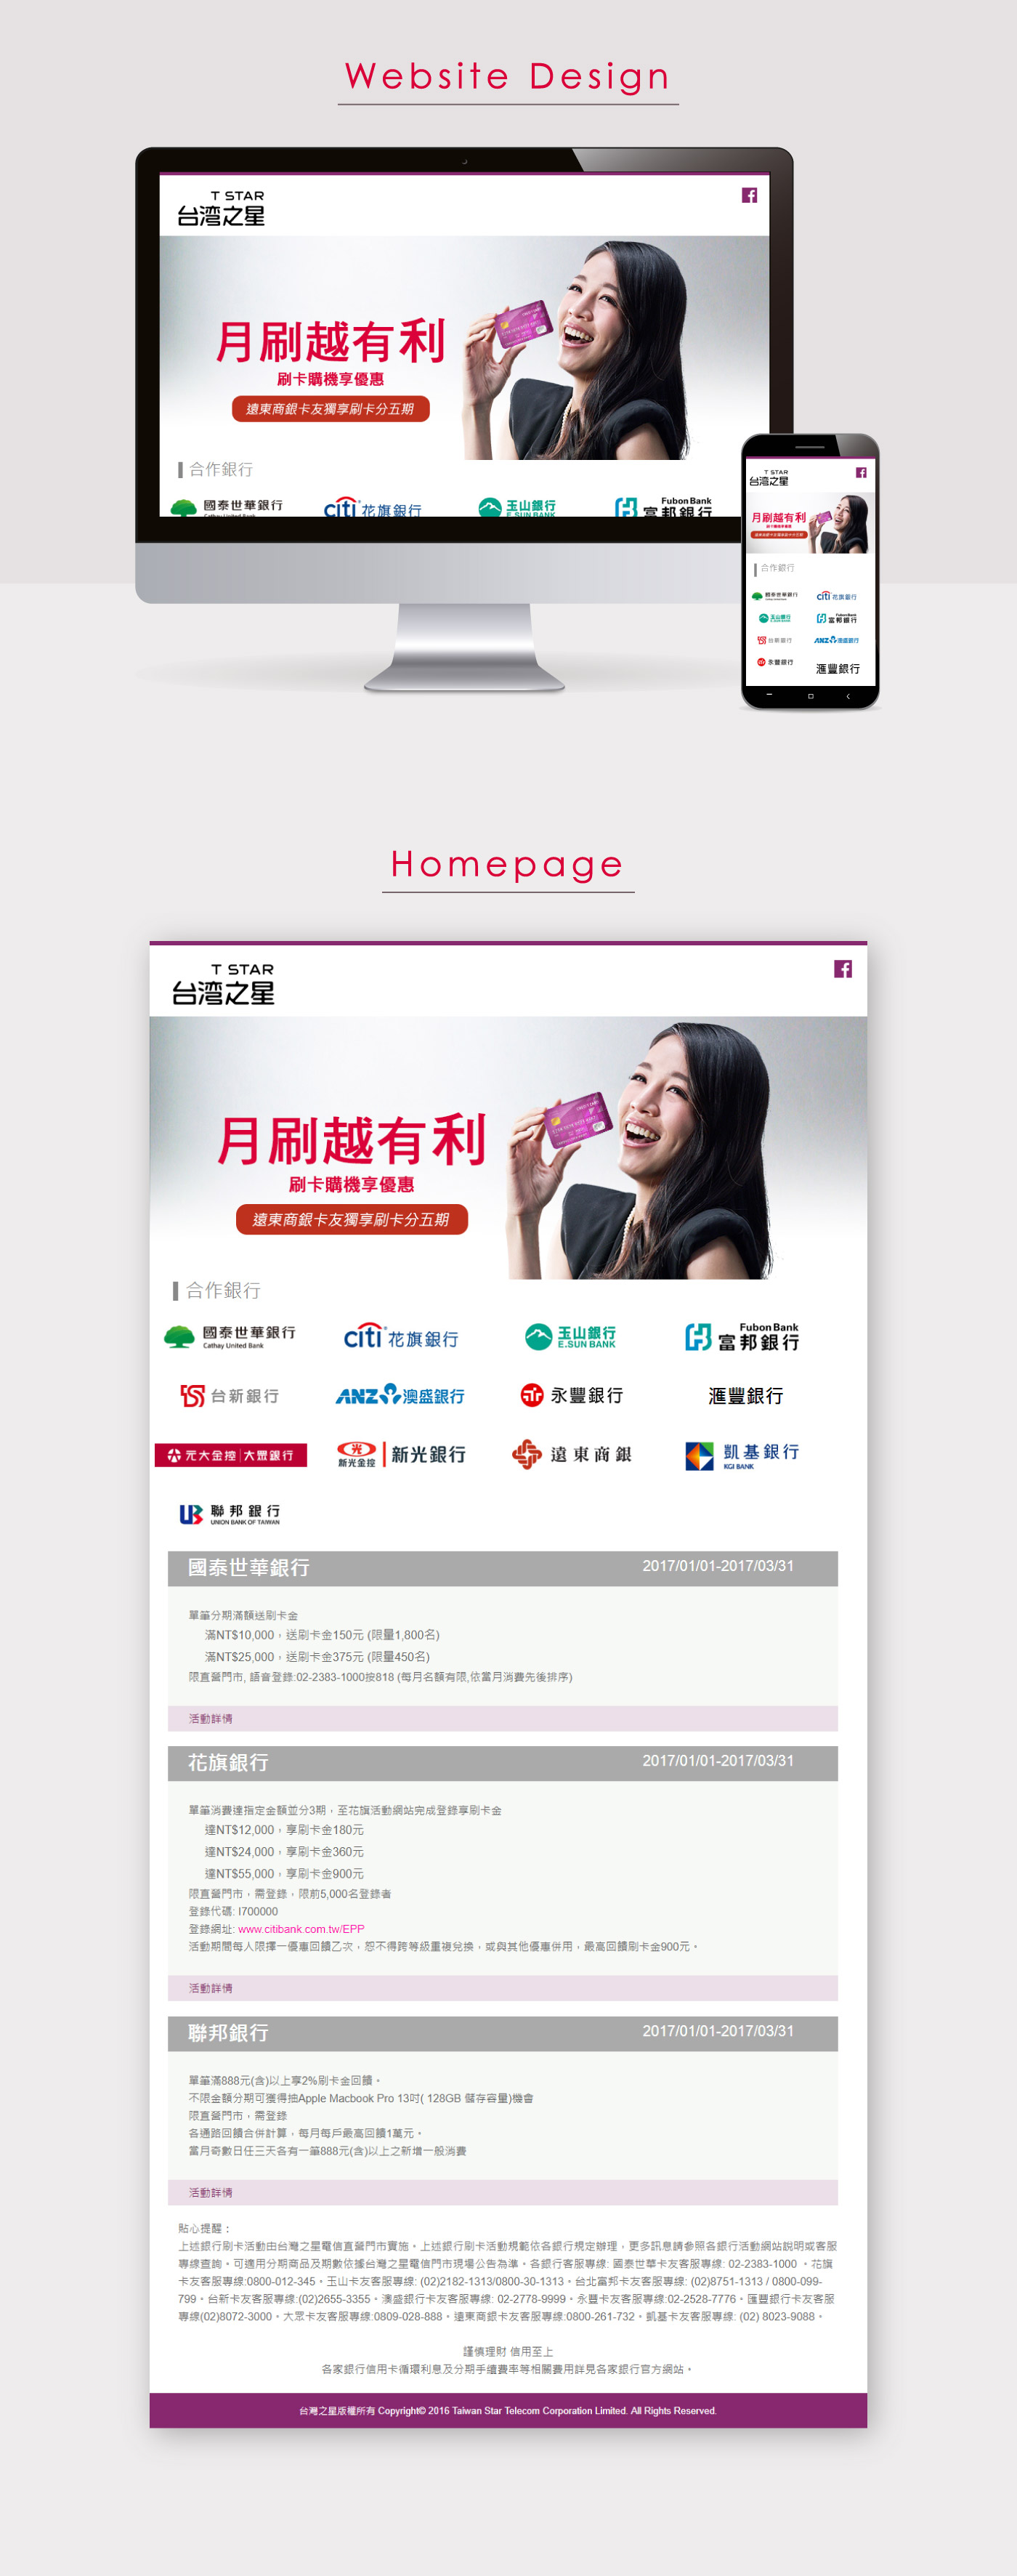 Website Design
T STAR
台湾之星
月刷越有利
刷卡購機享優惠
遠東商銀卡友獨享刷卡分五期
合作銀行
國泰世華銀行
Cathay United Bank
citi 花旗銀行
玉山銀行
E.SUN BANK
Fubon Bank
富邦銀行
T STAR
台湾之星
月刷越有利
刷卡購機享優惠
遠東商銀卡友獨享刷卡分五期
合作銀行
國泰世華銀行
citi 花旗銀行
玉山銀行
E.SUN BANK
Fubon Bank
富邦銀行
台新銀行
ANZ 澳盛銀行
永豐銀行
滙豐銀行
Homepage
T STAR
台湾之星
月刷越有利
刷卡購機享優惠
遠東商銀卡友獨享刷卡分五期
合作銀行
國泰世華銀行
Cathay United Bank
citi 花旗銀行
玉山銀行
E.SUN BANK
Fubon Bank
富邦銀行
台新銀行
ANZ 澳盛銀行
永豐銀行
滙豐銀行
元大金控 大眾銀行
光 新光金控 新光銀行
遠東商銀
凱基銀行
KGI BANK
聯邦銀行
UNION BANK OF TAIWAN
國泰世華銀行 2017/01/01-2017/03/31
單筆分期滿額送刷卡金
滿NT$10,000，送刷卡金150元 (限量1,800名)
滿NT$25,000，送刷卡金375元 (限量450名)
限直營門市, 語音登錄:02-2383-1000按818 (每月名額有限,依當月消費先後排序)
活動詳情
花旗銀行 2017/01/01-2017/03/31
單筆消費達指定金額並分3期，至花旗活動網站完成登錄享刷卡金
達NT$12,000，享刷卡金180元
達NT$24,000，享刷卡金360元
達NT$55,000，享刷卡金900元
限直營門市，需登錄，限前5,000名登錄者
登錄代碼: I700000
登錄網址: www.citibank.com.tw/EPP
活動期間每人限擇一優惠回饋乙次，恕不得跨等級重複兌換，或與其他優惠併用，最高回饋刷卡金900元。
活動詳情
聯邦銀行 2017/01/01-2017/03/31
單筆滿888元(含)以上享2%刷卡金回饋。
不限金額分期可獲得抽Apple Macbook Pro 13吋( 128GB 儲存容量)機會
限直營門市，需登錄
各通路回饋合併計算，每月每戶最高回饋1萬元。
當月奇數日任三天各有一筆888元(含)以上之新增一般消費
活動詳情
貼心提醒：
上述銀行刷卡活動由台灣之星電信直營門市實施。上述銀行刷卡活動規範依各銀行規定辦理，更多訊息請參照各銀行活動網站說明或客服
專線查詢。可適用分期商品及期數依據台灣之星電信門市現場公告為準。各銀行客服專線: 國泰世華卡友客服專線: 02-2383-1000 。花旗
卡友客服專線:0800-012-345。玉山卡友客服專線: (02)2182-1313/0800-30-1313。台北富邦卡友客服專線: (02)8751-1313 / 0800-099-
799。台新卡友客服專線:(02)2655-3355。澳盛銀行卡友客服專線: 02-2778-9999。永豐卡友客服專線:02-2528-7776。匯豐銀行卡友客服
專線(02)8072-3000。大眾卡友客服專線:0809-028-888。遠東商銀卡友客服專線:0800-261-732。凱基卡友客服專線: (02) 8023-9088。
謹慎理財 信用至上
各家銀行信用卡循環利息及分期手續費率等相關費用詳見各家銀行官方網站。
台灣之星版權所有 Copyright© 2016 Taiwan Star Telecom Corporation Limited. All Rights Reserved.